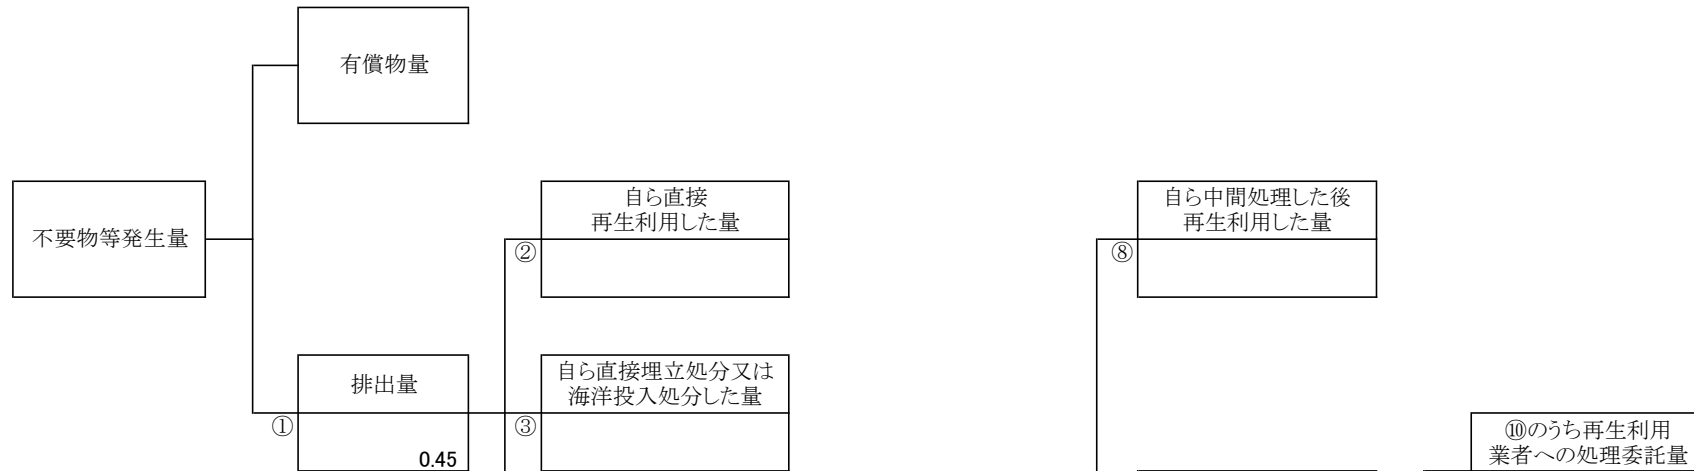 有償物量
不要物等発生量
自ら直接
再生利用した量
②
自ら中間処理した後
再生利用した量
⑧
排出量
①
0.45
自ら直接埋立処分又は
海洋投入処分した量
③
⑩のうち再生利用
業者への処理委託量